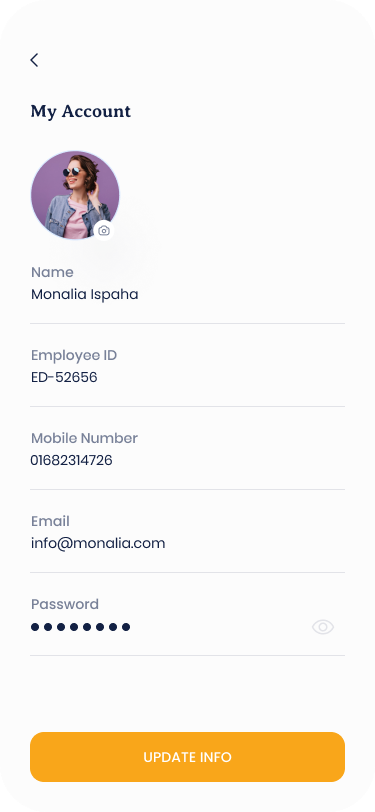 My Account
Name
Monalia Ispaha
Employee ID
ED-52656
Mobile Number
01682314726
Email
info@monalia.com
Password
UPDATE INFO